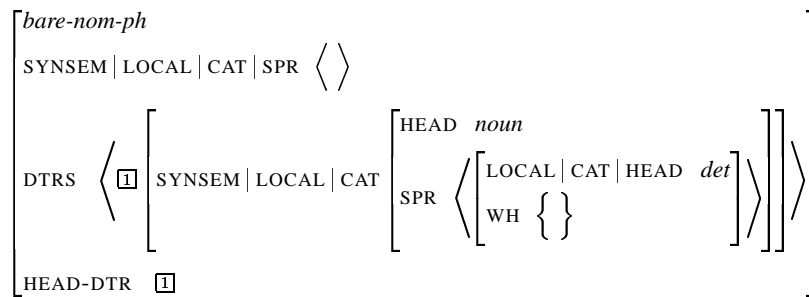 bare-nom-ph
SYNSEM|LOCAL|CAT|SPR ⟨ ⟩
HEAD noun
DTRS ⟨ 1 SYNSEM|LOCAL|CAT SPR ⟨ LOCAL|CAT|HEAD det
WH { } ⟩ ⟩
HEAD-DTR 1